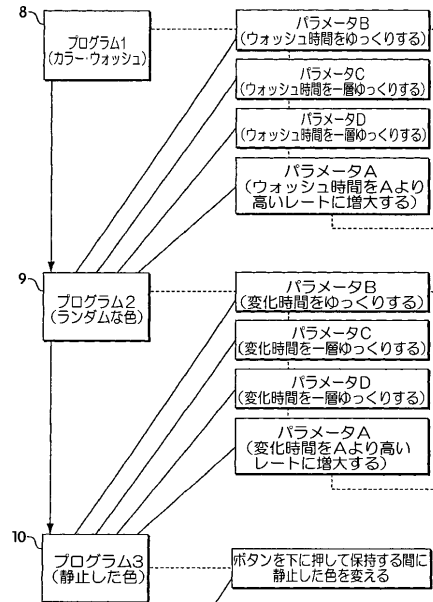 8
プログラム1
(カラー・ウォッシュ)
パラメータB
(ウォッシュ時間をゆっくりする)
パラメータC
(ウォッシュ時間を一層ゆっくりする)
パラメータD
(ウォッシュ時間を一層ゆっくりする)
パラメータA
(ウォッシュ時間をAより
高いレートに増大する)
9
プログラム2
(ランダムな色)
パラメータB
(変化時間をゆっくりする)
パラメータC
(変化時間を一層ゆっくりする)
パラメータD
(変化時間を一層ゆっくりする)
パラメータA
(変化時間をAより高い
レートに増大する)
10
プログラム3
(静止した色)
ボタンを下に押して保持する間に
静止した色を変える